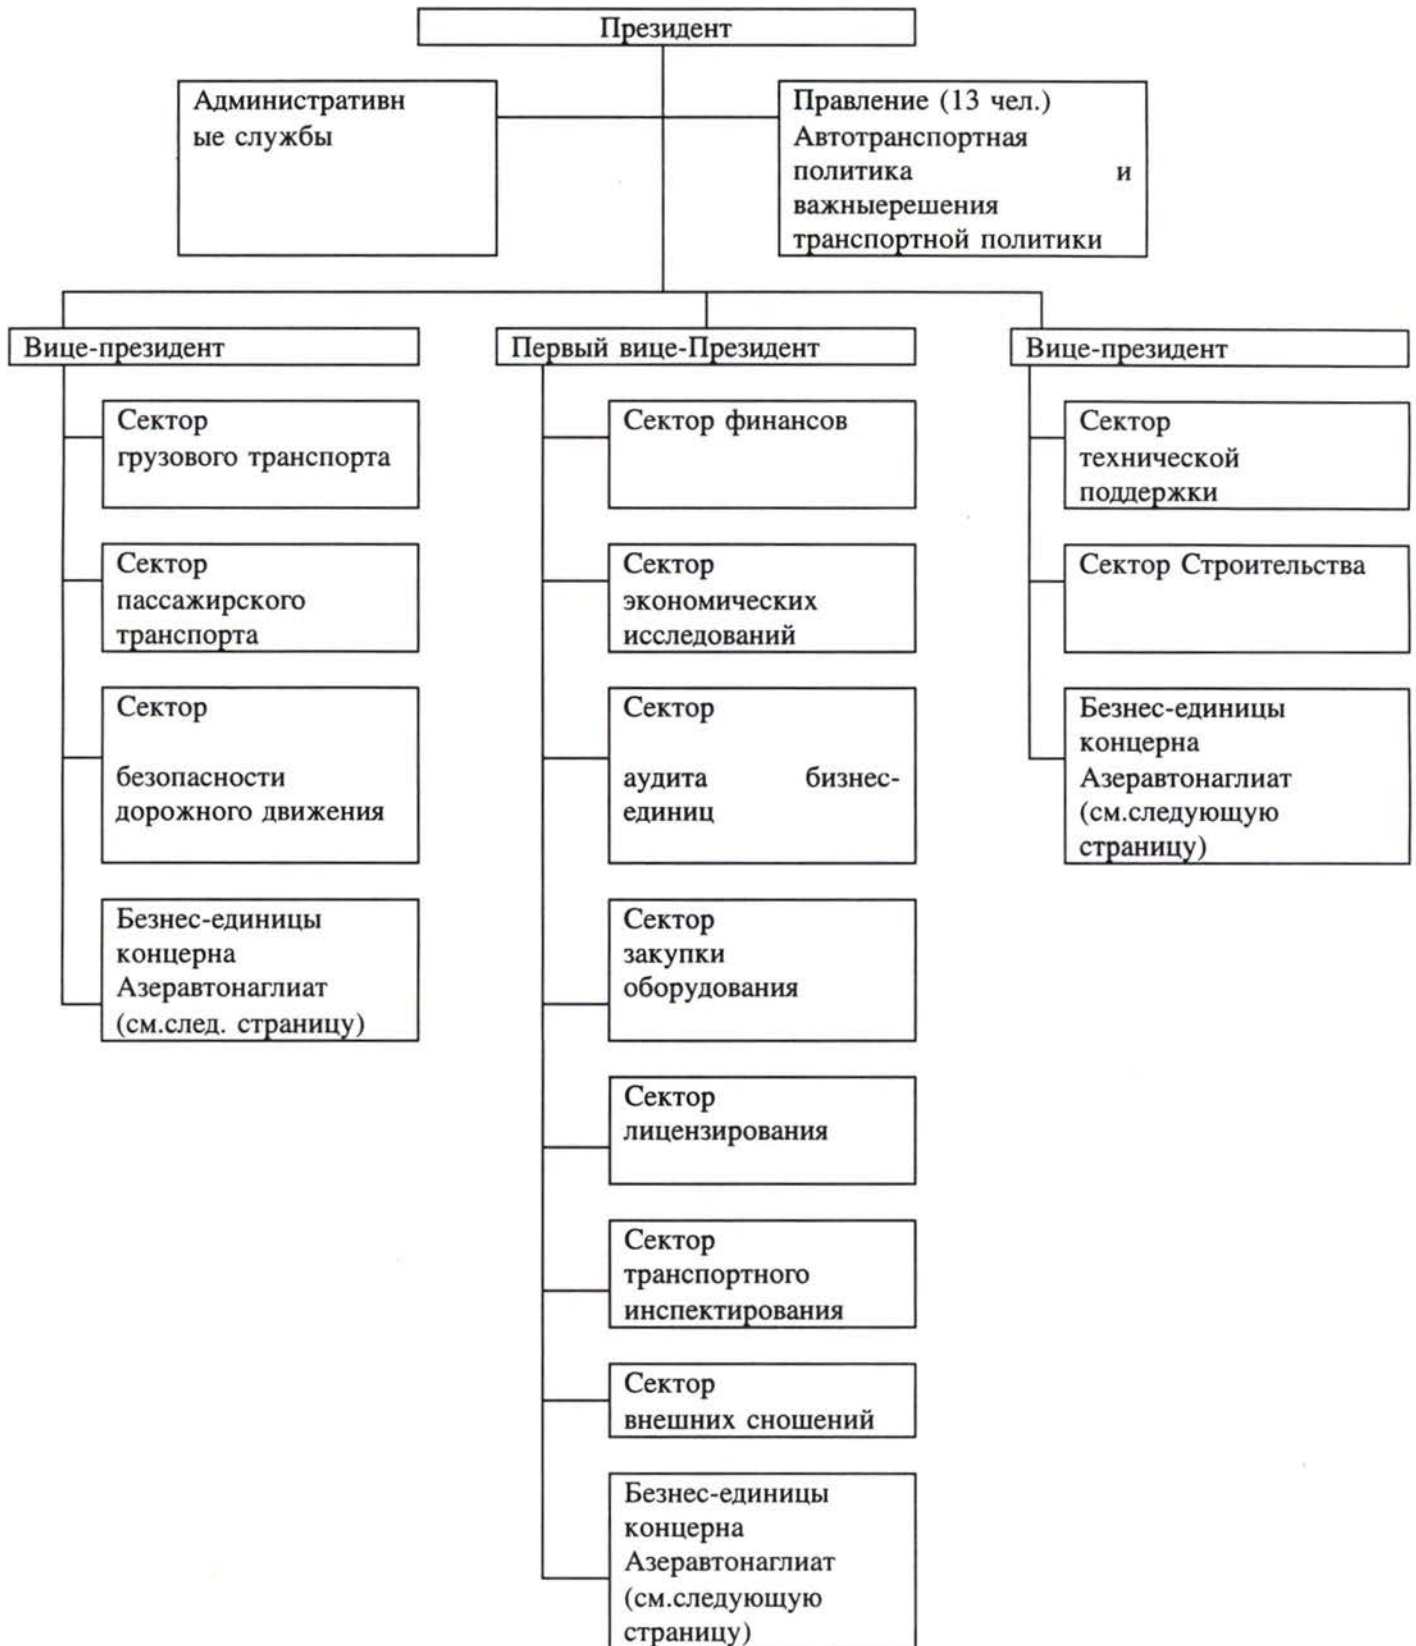 Президент
Административн
ые службы
Правление (13 чел.)
Автотранспортная
политика и
важныерешения
транспортной политики
Вице-президент
Сектор
грузового транспорта
Сектор
пассажирского
транспорта
Сектор
безопасности
дорожного движения
Безнес-единицы
концерна
Азеравтонаглиат
(см.след. страницу)
Первый вице-Президент
Сектор финансов
Сектор
экономических
исследований
Сектор
аудита бизнес-
единиц
Сектор
закупки
оборудования
Сектор
лицензирования
Сектор
транспортного
инспектирования
Сектор
внешних сношений
Безнес-единицы
концерна
Азеравтонаглиат
(см.следующую
страницу)
Вице-президент
Сектор
технической
поддержки
Сектор Строительства
Безнес-единицы
концерна
Азеравтонаглиат
(см.следующую
страницу)